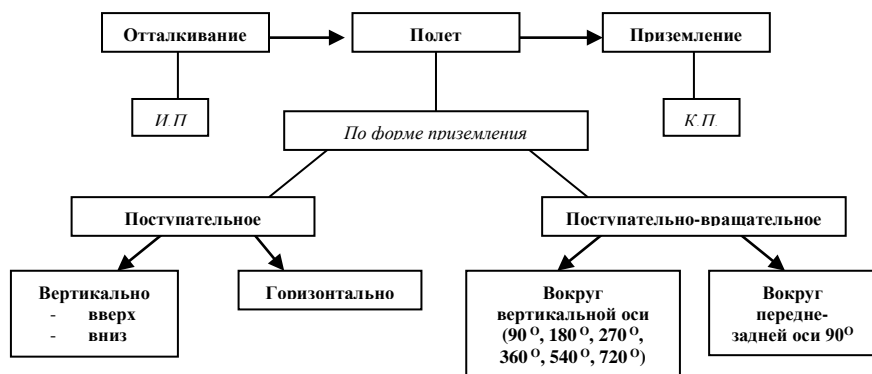 Отталкивание
Полет
Приземление
И.П
К.П.
По форме приземления
Поступательное
Поступательно-вращательное
Вертикально
- вверх
- вниз
Горизонтально
Вокруг
вертикальной оси
(90 О, 180 О, 270 О,
360 О, 540 О, 720 О)
Вокруг
передне-
задней оси 90О